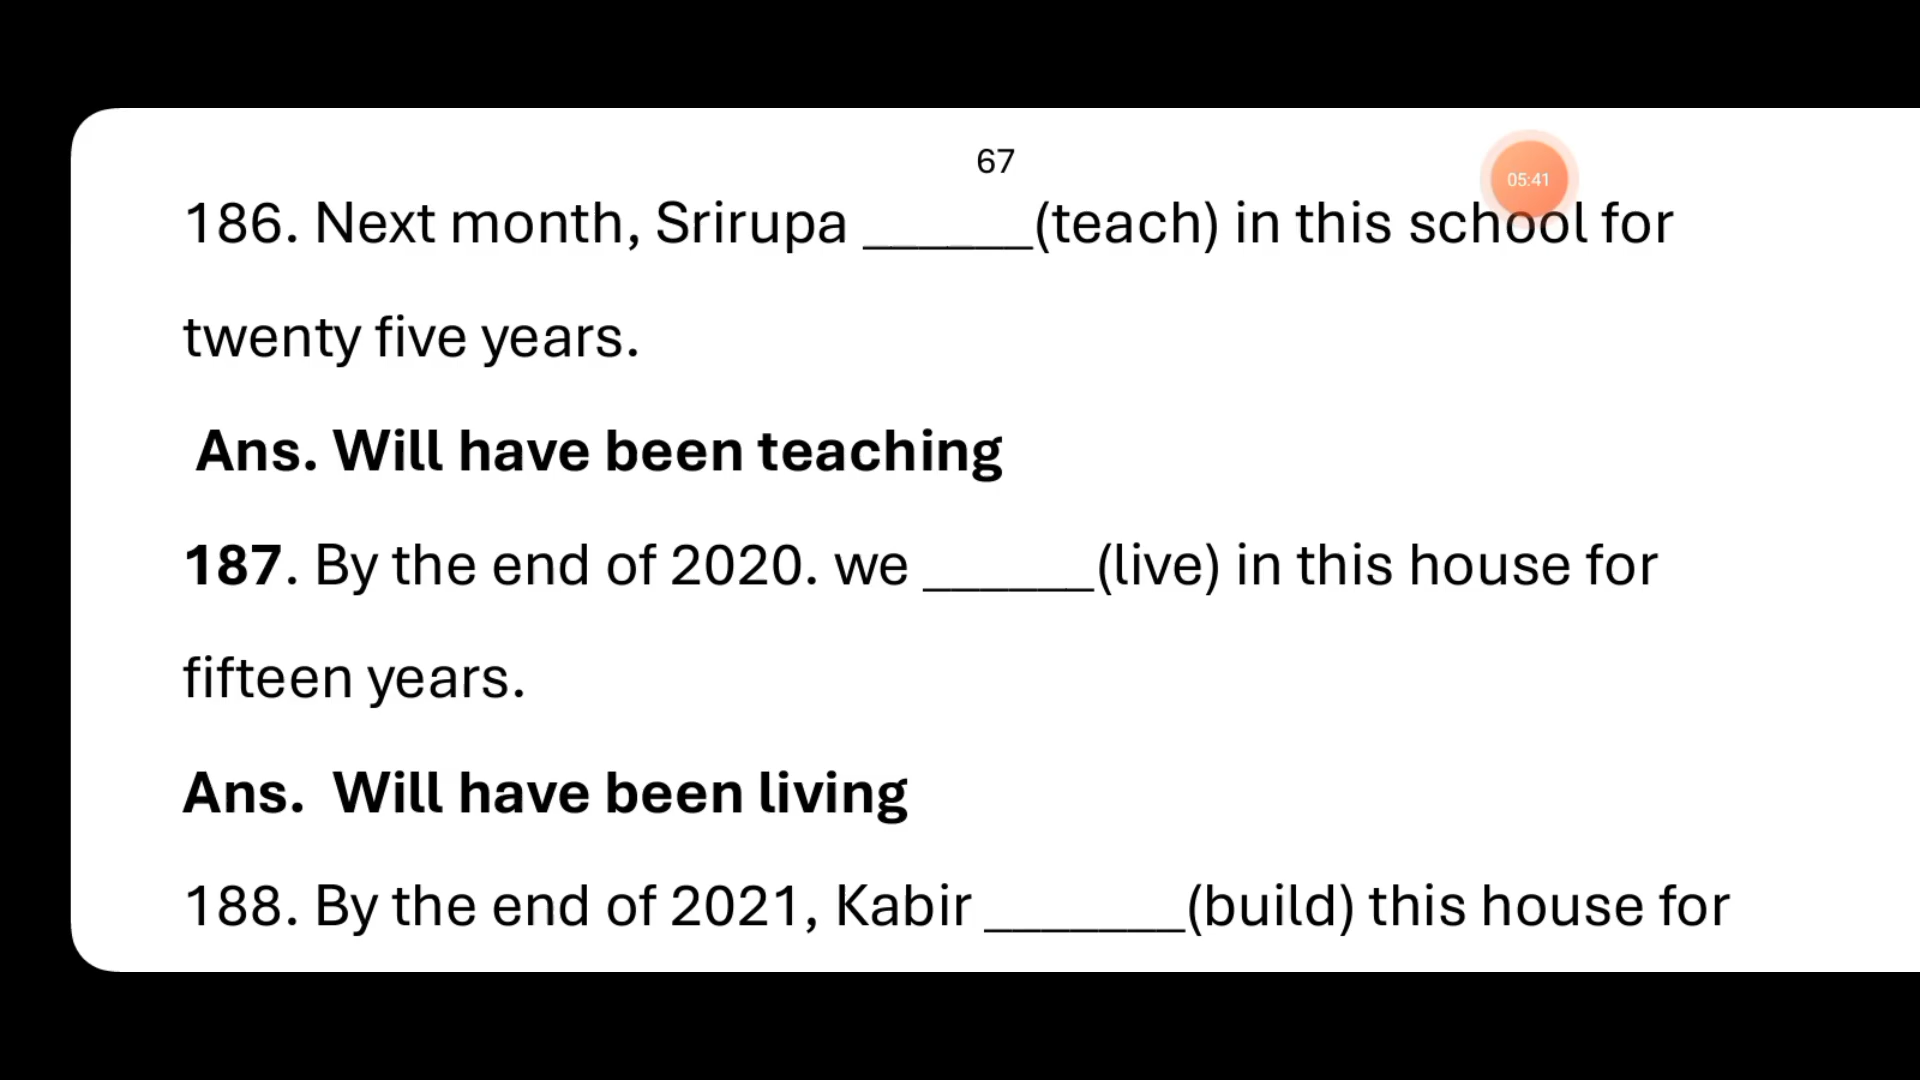 67
05:41
186. Next month, Srirupa ______(teach) in this school for
twenty five years.
Ans. Will have been teaching
187. By the end of 2020. we ______(live) in this house for
fifteen years.
Ans. Will have been living
188. By the end of 2021, Kabir _______(build) this house for